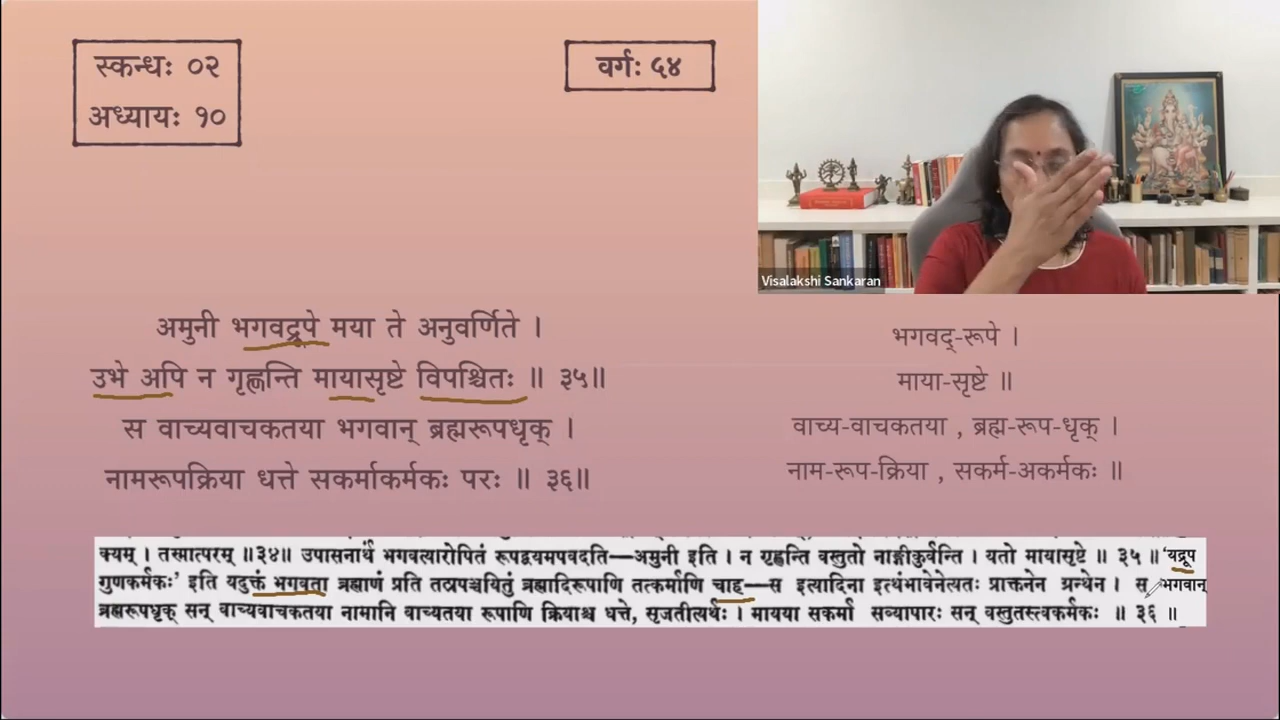 स्कन्धः ०२
अध्यायः १०
वर्गः ५४
Visalakshi Sankaran
अमुनी भगवद्रूपे मया ते अनुवर्णिते ।
उभे अपि न गृह्णन्ति मायासृष्टे विपश्चितः ॥ ३५॥
स वाच्यवाचकतया भगवान् ब्रह्मरूपधृक् ।
नामरूपक्रिया धत्ते सकर्माकर्मकः परः ॥ ३६॥
भगवद्-रूपे ।
माया-सृष्टे ॥
वाच्य-वाचकतया , ब्रह्म-रूप-धृक् ।
नाम-रूप-क्रिया , सकर्म-अकर्मकः ॥
क्यम् । तस्मात्परम् ॥३४॥ उपासनार्थं भगवत्यारोपितं रूपद्वयमपवदति—अमुनी इति । न गृह्णन्ति वस्तुतो नाङ्गीकुर्वन्ति । यतो मायासृष्टे ॥ ३५ ॥ ‘यद्रूप
गुणकर्मकः’ इति यदुक्तं भगवता ब्रह्माणं प्रति तत्प्रपञ्चयितुं ब्रह्मादिरूपाणि तत्कर्माणि चाह—स इत्यादिना इत्थंभावेनेत्यतः प्राक्तनेन ग्रन्थेन । स भगवान्
ब्रह्मरूपधृक् सन् वाच्यवाचकतया नामानि वाच्यतया रूपाणि क्रियाश्च धत्ते, सृजतीत्यर्थः । मायया सकर्मा सव्यापारः सन् वस्तुतस्त्वकर्मकः ॥ ३६ ॥